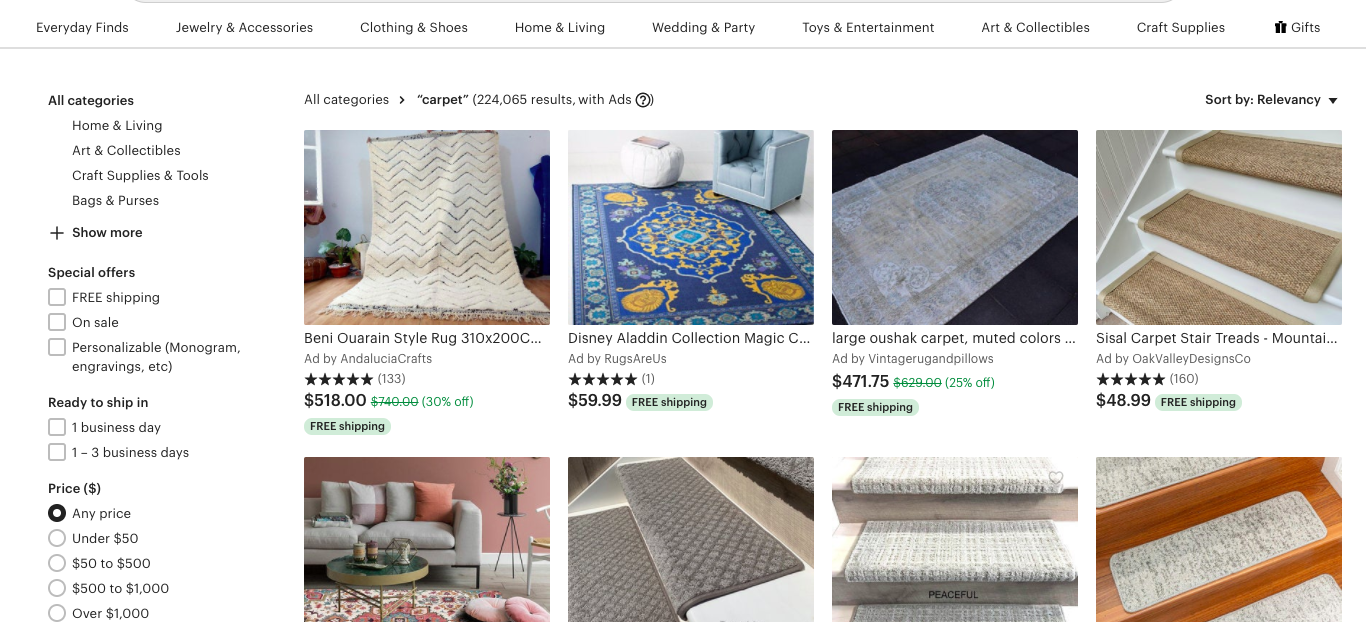 Everyday Finds
Jewelry & Accessories
Clothing & Shoes
Home & Living
Wedding & Party
Toys & Entertainment
Art & Collectibles
Craft Supplies
Gifts
All categories
Home & Living
Art & Collectibles
Craft Supplies & Tools
Bags & Purses
Show more
Special offers
FREE shipping
On sale
Personalizable (Monogram,
engravings, etc)
Ready to ship in
1 business day
1 – 3 business days
Price ($)
Any price
Under $50
$50 to $500
$500 to $1,000
Over $1,000
All categories > “carpet” (224,065 results, with Ads ?)
Sort by: Relevancy
Beni Ouarain Style Rug 310x200C...
Ad by AndaluciaCrafts
★★★★★ (133)
$518.00 $740.00 (30% off)
FREE shipping
Disney Aladdin Collection Magic C...
Ad by RugsAreUs
★★★★★ (1)
$59.99 FREE shipping
large oushak carpet, muted colors ...
Ad by Vintagerugandpillows
$471.75 $629.00 (25% off)
FREE shipping
Sisal Carpet Stair Treads - Mountai...
Ad by OakValleyDesignsCo
★★★★★ (160)
$48.99 FREE shipping
PEACEFUL